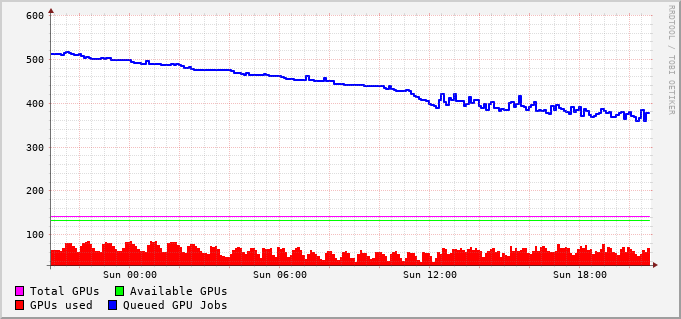 600
500
400
300
200
100
Sun 00:00 Sun 06:00 Sun 12:00 Sun 18:00
Total GPUs Available GPUs
GPUs used Queued GPU Jobs
RRDTOOL / TOBI OETIKER